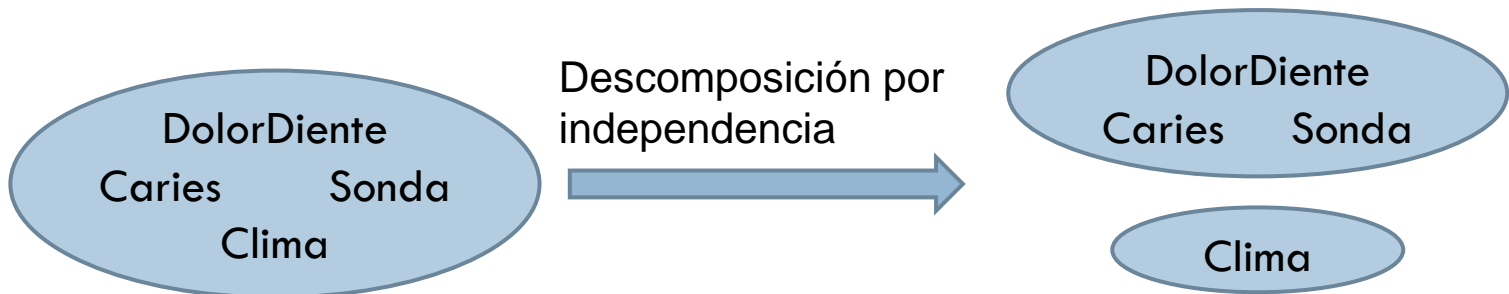 DolorDiente
Caries Sonda
Clima
Descomposición por
independencia
DolorDiente
Caries Sonda
Clima